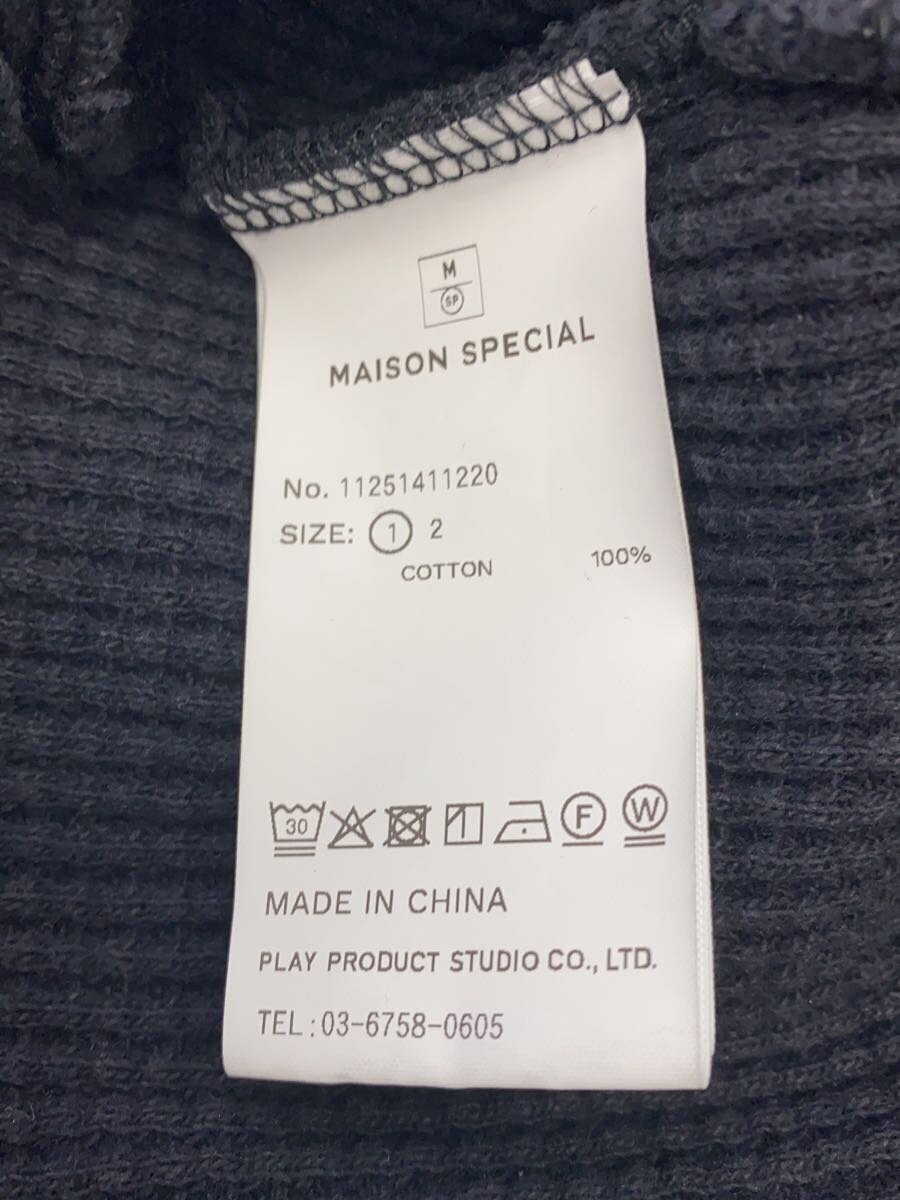 M
SP
MAISON SPECIAL
No. 11251411220
SIZE: 1 2
COTTON 100%
30 F W
MADE IN CHINA
PLAY PRODUCT STUDIO CO., LTD.
TEL : 03-6758-0605